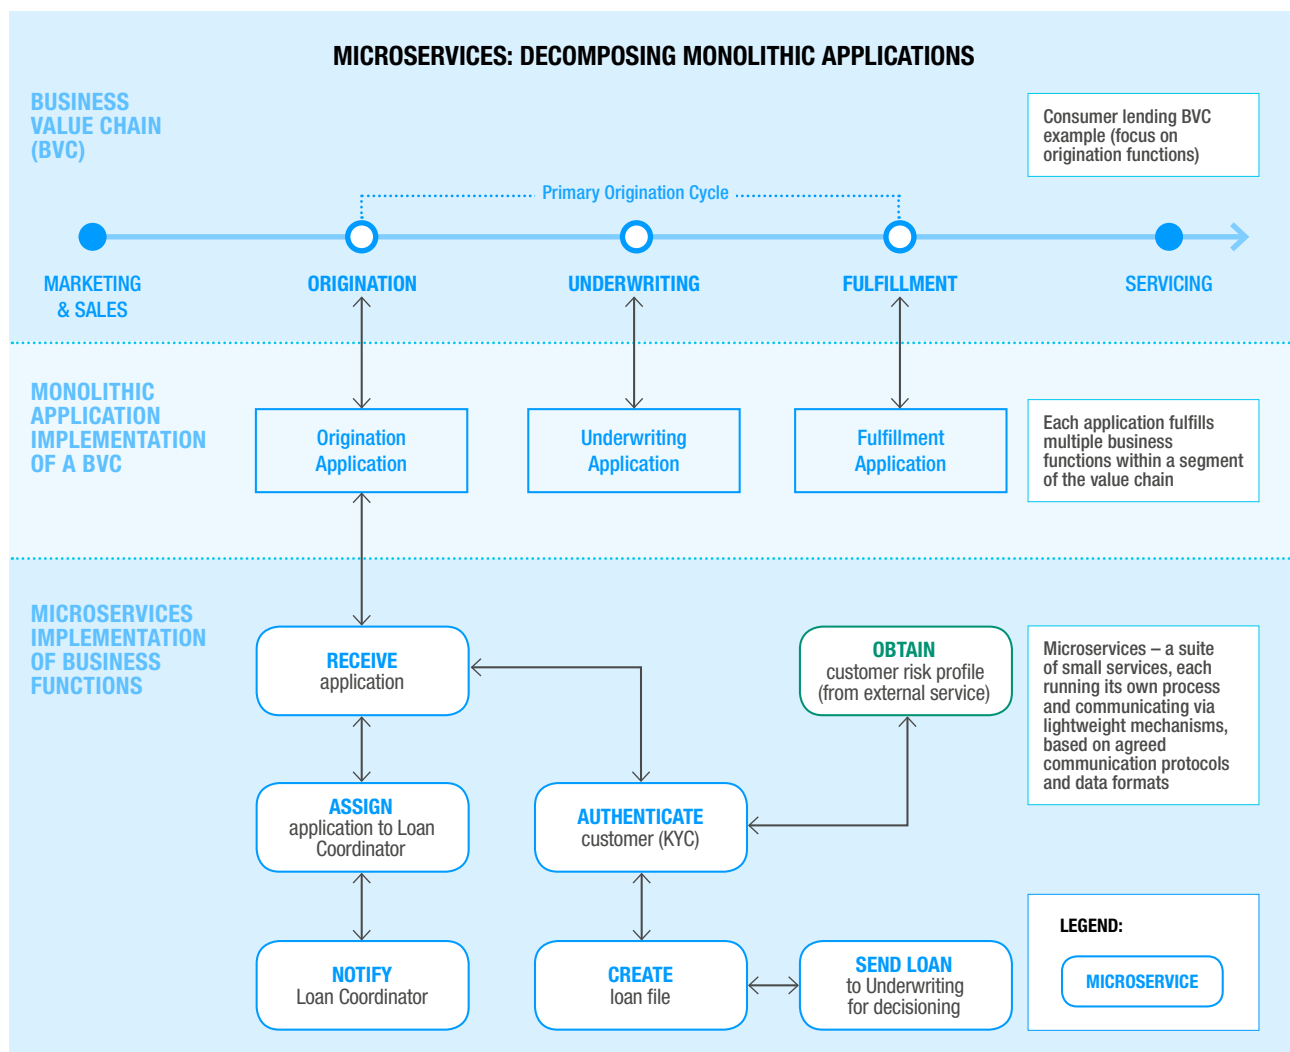 MICROSERVICES: DECOMPOSING MONOLITHIC APPLICATIONS
BUSINESS
VALUE CHAIN
(BVC)
Consumer lending BVC
example (focus on
origination functions)
Primary Origination Cycle
MARKETING
& SALES
ORIGINATION
UNDERWRITING
FULFILLMENT
SERVICING
MONOLITHIC
APPLICATION
IMPLEMENTATION
OF A BVC
Origination
Application
Underwriting
Application
Fulfillment
Application
Each application fulfills
multiple business
functions within a segment
of the value chain
MICROSERVICES
IMPLEMENTATION
OF BUSINESS
FUNCTIONS
RECEIVE
application
OBTAIN
customer risk profile
(from external service)
Microservices – a suite
of small services, each
running its own process
and communicating via
lightweight mechanisms,
based on agreed
communication protocols
and data formats
ASSIGN
application to Loan
Coordinator
AUTHENTICATE
customer (KYC)
NOTIFY
Loan Coordinator
CREATE
loan file
SEND LOAN
to Underwriting
for decisioning
LEGEND:
MICROSERVICE